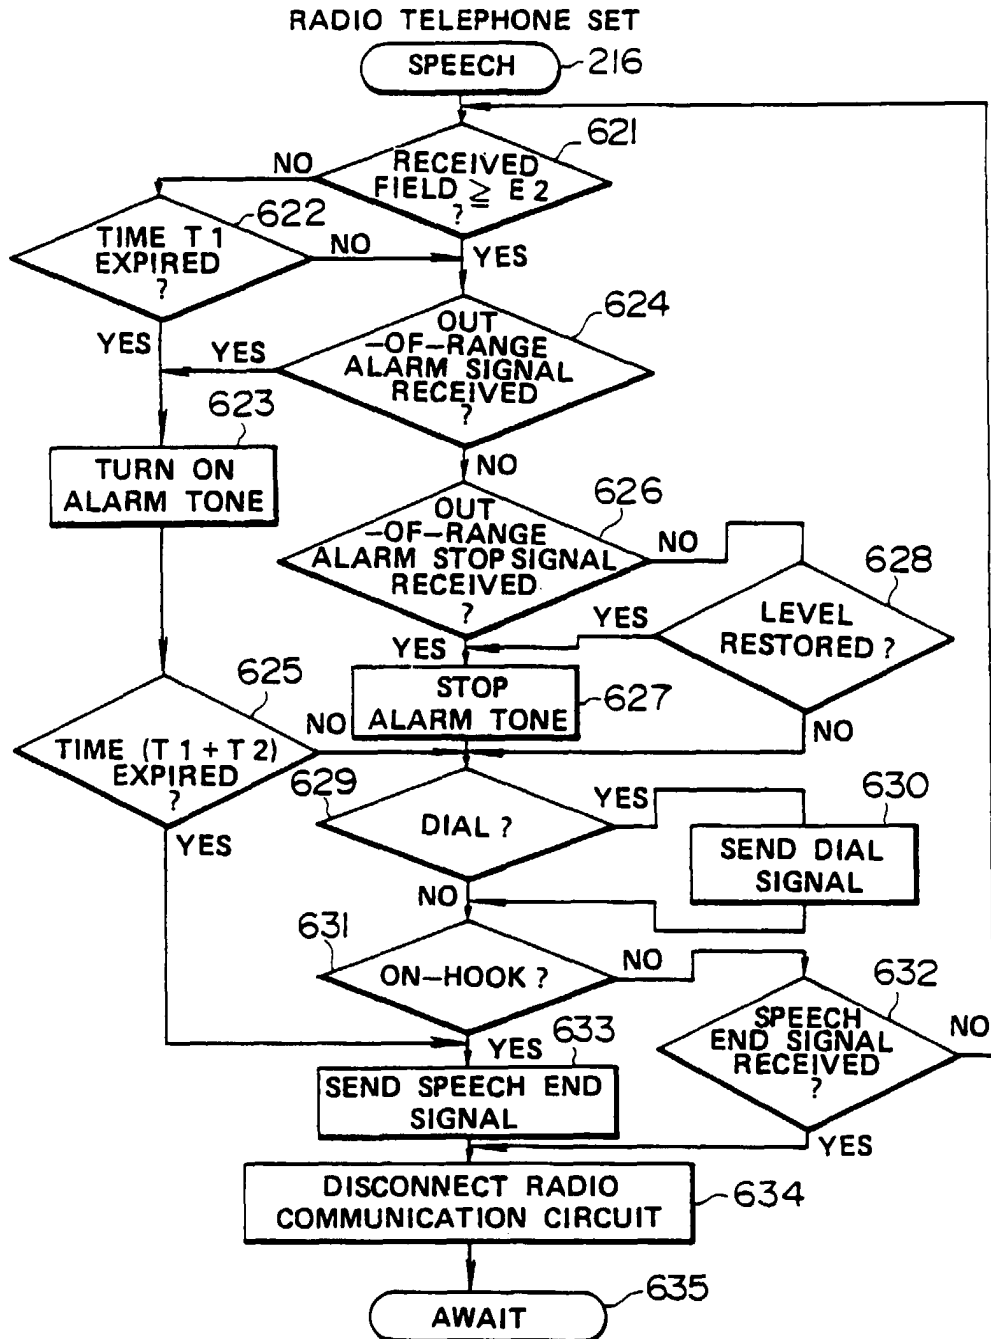 RADIO TELEPHONE SET
SPEECH
216
RECEIVED
FIELD ≧ E2
?
621
NO
YES
TIME T1
EXPIRED
?
622
NO
YES
OUT
-OF-RANGE
ALARM SIGNAL
RECEIVED
?
624
YES
NO
623
TURN ON
ALARM TONE
OUT
-OF-RANGE
ALARM STOP SIGNAL
RECEIVED
?
626
NO
YES
LEVEL
RESTORED ?
628
YES
NO
STOP
ALARM TONE
627
TIME (T1+T2)
EXPIRED
?
625
NO
YES
629
DIAL ?
YES
NO
630
SEND DIAL
SIGNAL
631
ON-HOOK ?
NO
YES
SPEECH
END SIGNAL
RECEIVED
?
632
NO
YES
633
SEND SPEECH END
SIGNAL
DISCONNECT RADIO
COMMUNICATION CIRCUIT
634
AWAIT
635